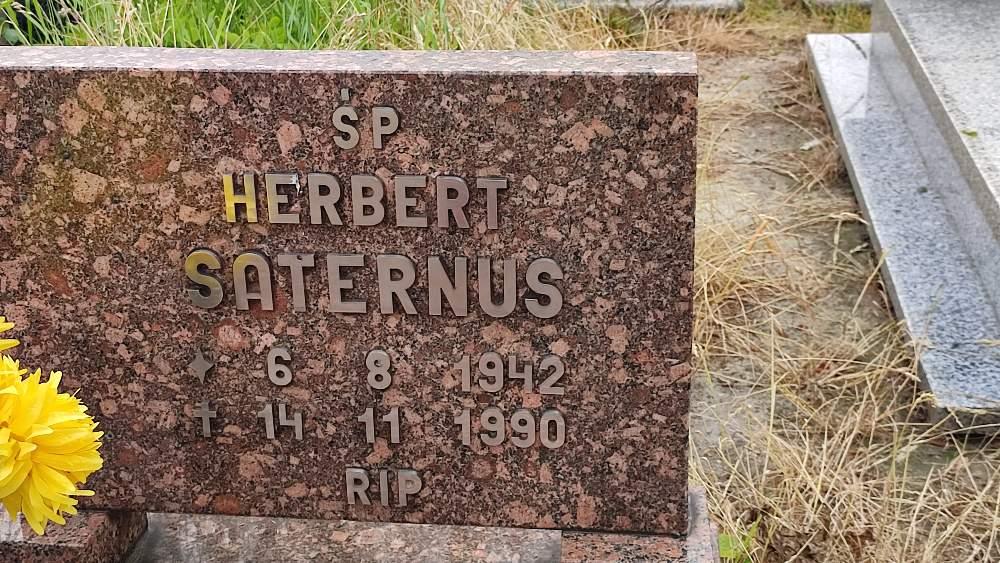 ŚP
HERBERT
SATERNUS
✦ 6 8 1942
✝ 14 11 1990
RIP